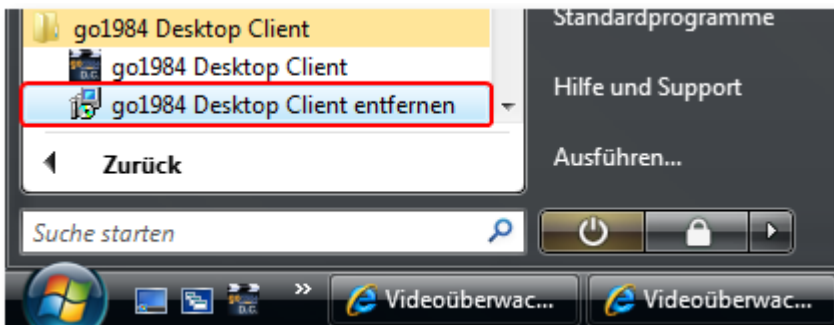 go1984 Desktop Client
Standardprogramme
go1984 Desktop Client
Hilfe und Support
go1984 Desktop Client entfernen
Zurück
Ausführen...
Suche starten
D.C.
»
Videoüberwac...
Videoüberwac...